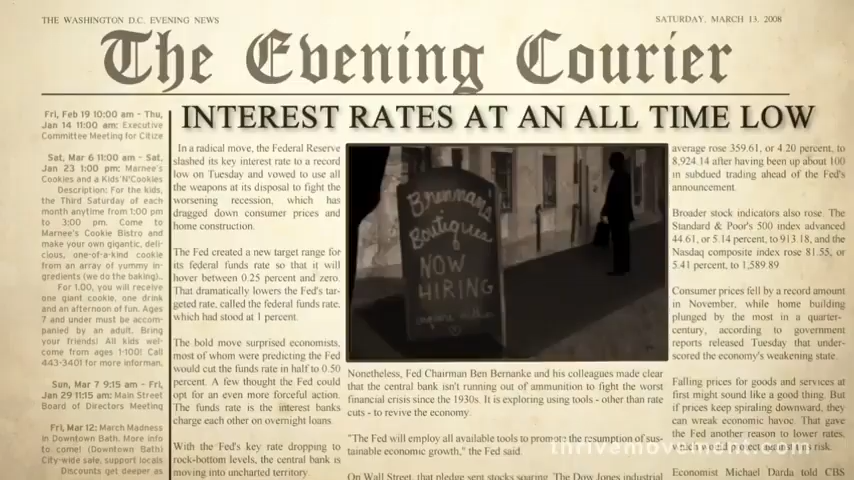 THE WASHINGTON D.C. EVENING NEWS
SATURDAY, MARCH 13, 2008
The Evening Courier
INTEREST RATES AT AN ALL TIME LOW
Fri, Feb 19 10:00 am - Thu,
Jan 14 11:00 am: Executive
Committee Meeting for Citize
Sat, Mar 6 11:00 am - Sat,
Jan 23 1:00 pm: Marnee's
Cookies and a Kids'N'Cookies
Description: For the kids,
the Third Saturday of each
month anytime from 1:00 pm
to 3:00 pm. Come to
Marnee's Cookie Bistro and
make your own gigantic, deli-
cious, one-of-a-kind cookie
from an array of yummy in-
gredients (we do the baking)..
For 1.00, you will receive
one giant cookie, one drink
and an afternoon of fun. Ages
7 and under must be accom-
panied by an adult. Bring
your friends! All kids wel-
come from ages 1-100! Call
443-3401 for more informan.
Sun, Mar 7 9:15 am - Fri,
Jan 29 11:15 am: Main Street
Board of Directors Meeting
Fri, Mar 12: March Madness
in Downtown Bath. More info
to come! (Downtown Bath)
City-wide sale, support locals
Discounts get deeper as
In a radical move, the Federal Reserve
slashed its key interest rate to a record
low on Tuesday and vowed to use all
the weapons at its disposal to fight the
worsening recession, which has
dragged down consumer prices and
home construction.
The Fed created a new target range for
its federal funds rate so that it will
hover between 0.25 percent and zero.
That dramatically lowers the Fed's tar-
geted rate, called the federal funds rate,
which had stood at 1 percent.
The bold move surprised economists,
most of whom were predicting the Fed
would cut the funds rate in half to 0.50
percent. A few thought the Fed could
opt for an even more forceful action.
The funds rate is the interest banks
charge each other on overnight loans.
With the Fed's key rate dropping to
rock-bottom levels, the central bank is
moving into uncharted territory.
Brennans'
Boutiques
NOW
HIRING
Nonetheless, Fed Chairman Ben Bernanke and his colleagues made clear
that the central bank isn't running out of ammunition to fight the worst
financial crisis since the 1930s. It is exploring using tools - other than rate
cuts - to revive the economy.
"The Fed will employ all available tools to promote the resumption of sus-
tainable economic growth," the Fed said.
On Wall Street, that pledge sent stocks soaring. The Dow Jones industrial
average rose 359.61, or 4.20 percent, to
8,924.14 after having been up about 100
in subdued trading ahead of the Fed's
announcement.
Broader stock indicators also rose. The
Standard & Poor's 500 index advanced
44.61, or 5.14 percent, to 913.18, and the
Nasdaq composite index rose 81.55, or
5.41 percent, to 1,589.89
Consumer prices fell by a record amount
in November, while home building
plunged by the most in a quarter-
century, according to government
reports released Tuesday that under-
scored the economy's weakening state.
Falling prices for goods and services at
first might sound like a good thing. But
if prices keep spiraling downward, they
can wreak economic havoc. That gave
the Fed another reason to lower rates,
which would protect against this risk.
Economist Michael Darda told CBS
thrivemovement.com